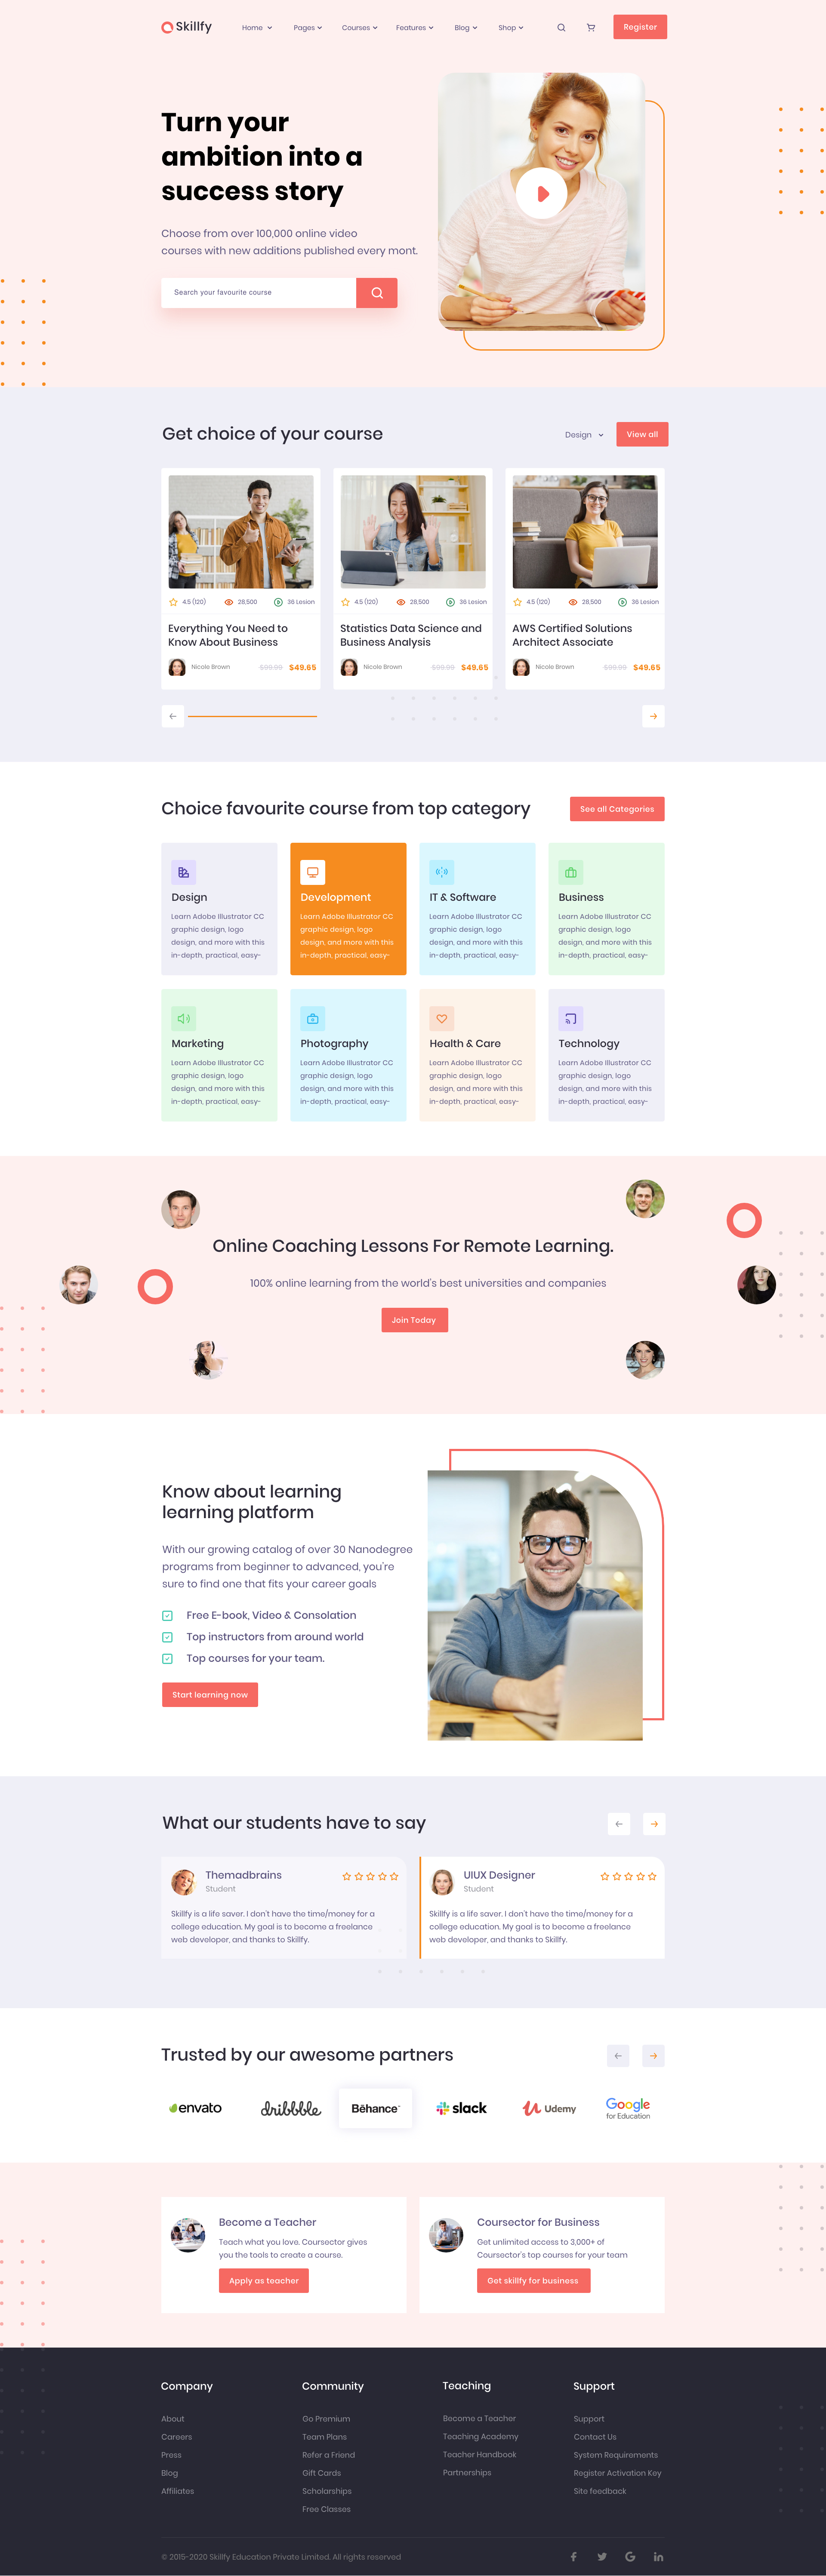 Skillfy
Home Pages Courses Features Blog Shop
Register
Turn your
ambition into a
success story
Choose from over 100,000 online video
courses with new additions published every mont.
Search your favourite course
Get choice of your course
Design
View all
4.5 (120) 28,500 36 Lesion
Everything You Need to
Know About Business
Nicole Brown $99.99 $49.65
4.5 (120) 28,500 36 Lesion
Statistics Data Science and
Business Analysis
Nicole Brown $99.99 $49.65
4.5 (120) 28,500 36 Lesion
AWS Certified Solutions
Architect Associate
Nicole Brown $99.99 $49.65
Choice favourite course from top category
See all Categories
Design
Learn Adobe Illustrator CC
graphic design, logo
design, and more with this
in-depth, practical, easy-
Development
Learn Adobe Illustrator CC
graphic design, logo
design, and more with this
in-depth, practical, easy-
IT & Software
Learn Adobe Illustrator CC
graphic design, logo
design, and more with this
in-depth, practical, easy-
Business
Learn Adobe Illustrator CC
graphic design, logo
design, and more with this
in-depth, practical, easy-
Marketing
Learn Adobe Illustrator CC
graphic design, logo
design, and more with this
in-depth, practical, easy-
Photography
Learn Adobe Illustrator CC
graphic design, logo
design, and more with this
in-depth, practical, easy-
Health & Care
Learn Adobe Illustrator CC
graphic design, logo
design, and more with this
in-depth, practical, easy-
Technology
Learn Adobe Illustrator CC
graphic design, logo
design, and more with this
in-depth, practical, easy-
Online Coaching Lessons For Remote Learning.
100% online learning from the world's best universities and companies
Join Today
Know about learning
learning platform
With our growing catalog of over 30 Nanodegree
programs from beginner to advanced, you're
sure to find one that fits your career goals
Free E-book, Video & Consolation
Top instructors from around world
Top courses for your team.
Start learning now
What our students have to say
Themadbrains
Student
Skillfy is a life saver. I don't have the time/money for a
college education. My goal is to become a freelance
web developer, and thanks to Skillfy.
UIUX Designer
Student
Skillfy is a life saver. I don't have the time/money for a
college education. My goal is to become a freelance
web developer, and thanks to Skillfy.
Trusted by our awesome partners
envato
dribbble
Bēhance
slack
Udemy
Google
for Education
Become a Teacher
Teach what you love. Coursector gives
you the tools to create a course.
Apply as teacher
Coursector for Business
Get unlimited access to 3,000+ of
Coursector's top courses for your team
Get skillfy for business
Company
About
Careers
Press
Blog
Affiliates
Community
Go Premium
Team Plans
Refer a Friend
Gift Cards
Scholarships
Free Classes
Teaching
Become a Teacher
Teaching Academy
Teacher Handbook
Partnerships
Support
Support
Contact Us
System Requirements
Register Activation Key
Site feedback
© 2015-2020 Skillfy Education Private Limited. All rights reserved